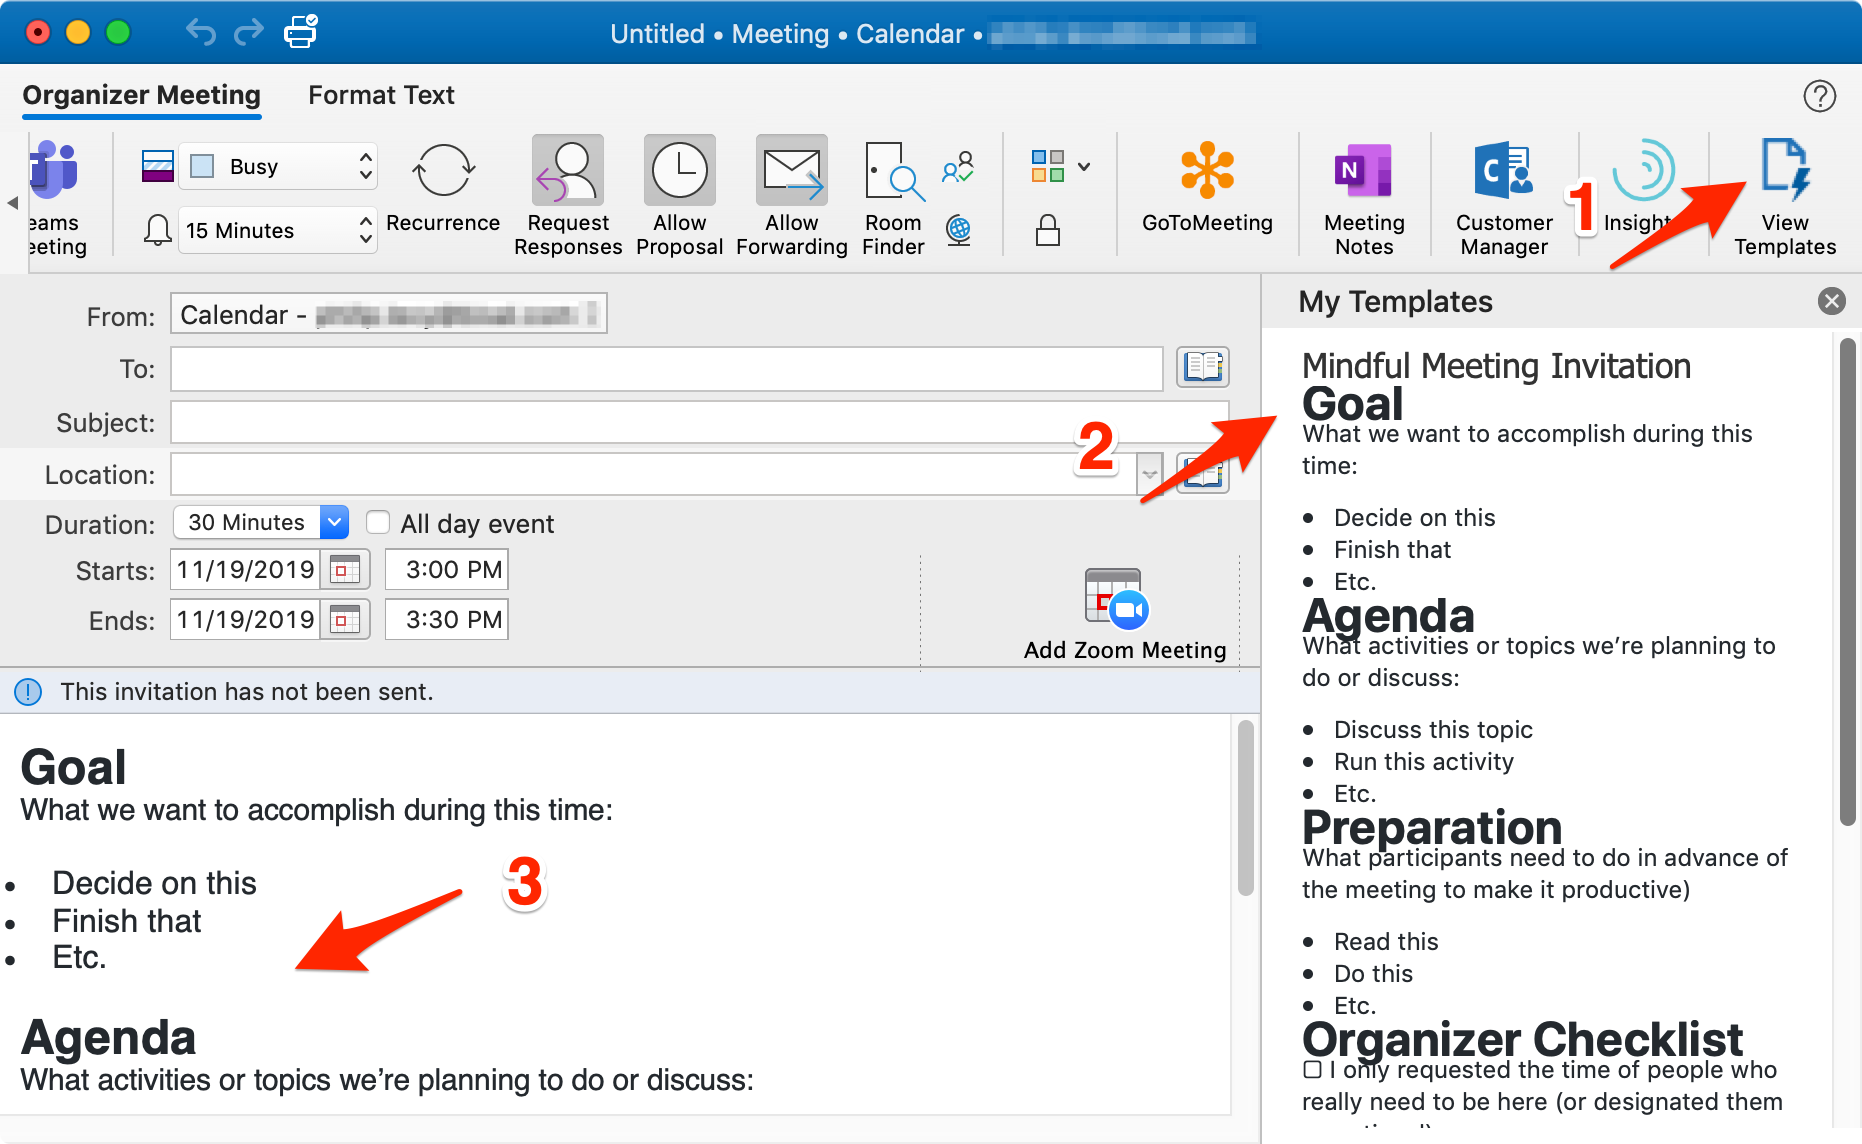 Untitled • Meeting • Calendar •
Organizer Meeting
Format Text
?
eams
eeting
Busy
15 Minutes
Recurrence
Request
Responses
Allow
Proposal
Allow
Forwarding
Room
Finder
GoToMeeting
N
Meeting
Notes
C
Customer
Manager
1
Insight
View
Templates
From:
Calendar -
To:
Subject:
Location:
Duration:
30 Minutes
All day event
Starts:
11/19/2019
3:00 PM
Ends:
11/19/2019
3:30 PM
Add Zoom Meeting
2
This invitation has not been sent.
Goal
What we want to accomplish during this time:
• Decide on this
• Finish that
• Etc.
3
Agenda
What activities or topics we’re planning to do or discuss:
My Templates
Mindful Meeting Invitation
Goal
What we want to accomplish during this
time:
• Decide on this
• Finish that
• Etc.
Agenda
What activities or topics we’re planning to
do or discuss:
• Discuss this topic
• Run this activity
• Etc.
Preparation
What participants need to do in advance of
the meeting to make it productive)
• Read this
• Do this
• Etc.
Organizer Checklist
☐ I only requested the time of people who
really need to be here (or designated them